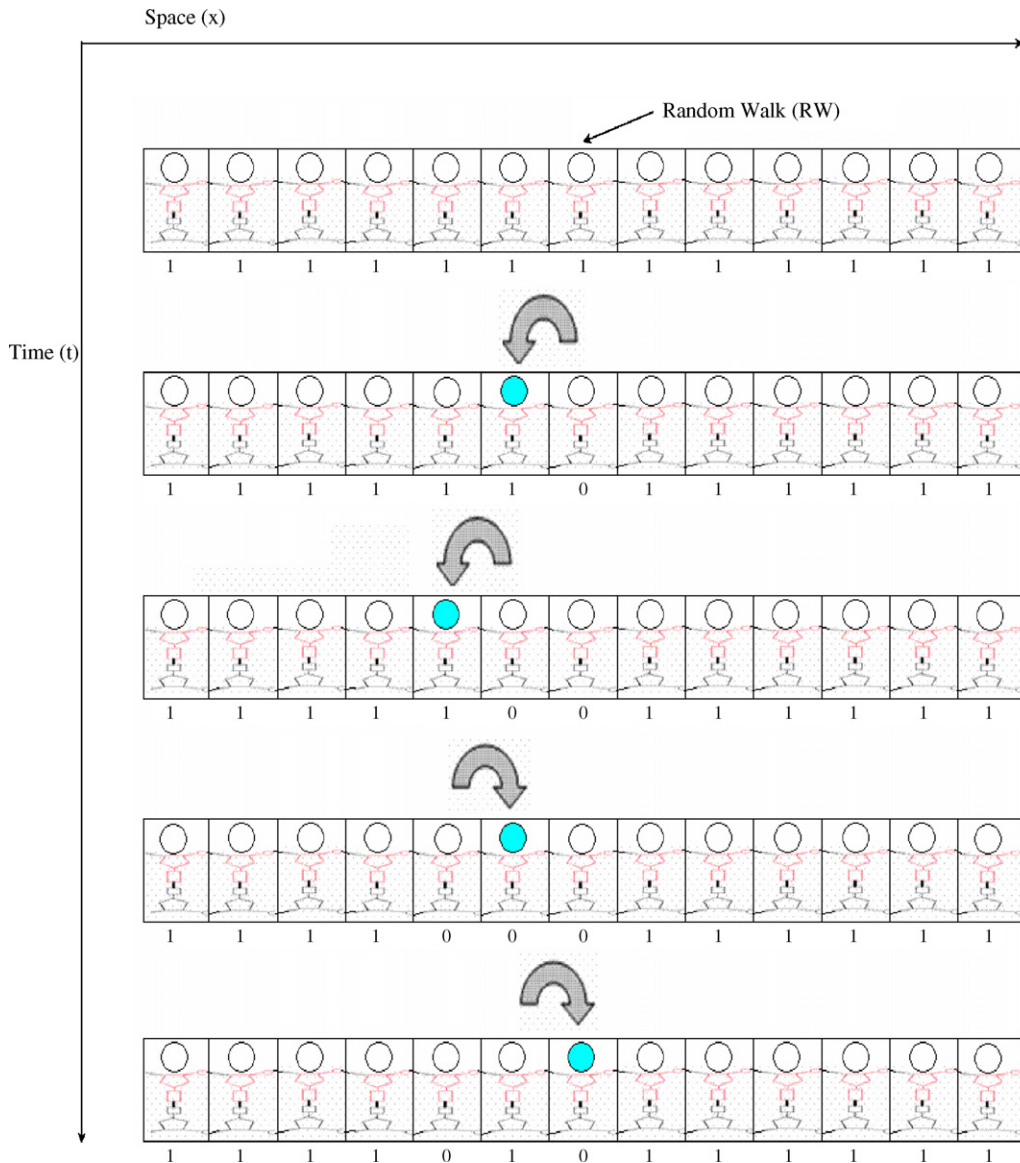 Space (x)
Random Walk (RW)
1 1 1 1 1 1 1 1 1 1 1 1 1
Time (t)
1 1 1 1 1 1 0 1 1 1 1 1 1
1 1 1 1 1 0 0 1 1 1 1 1 1
1 1 1 1 0 0 0 1 1 1 1 1 1
1 1 1 1 0 1 0 1 1 1 1 1 1